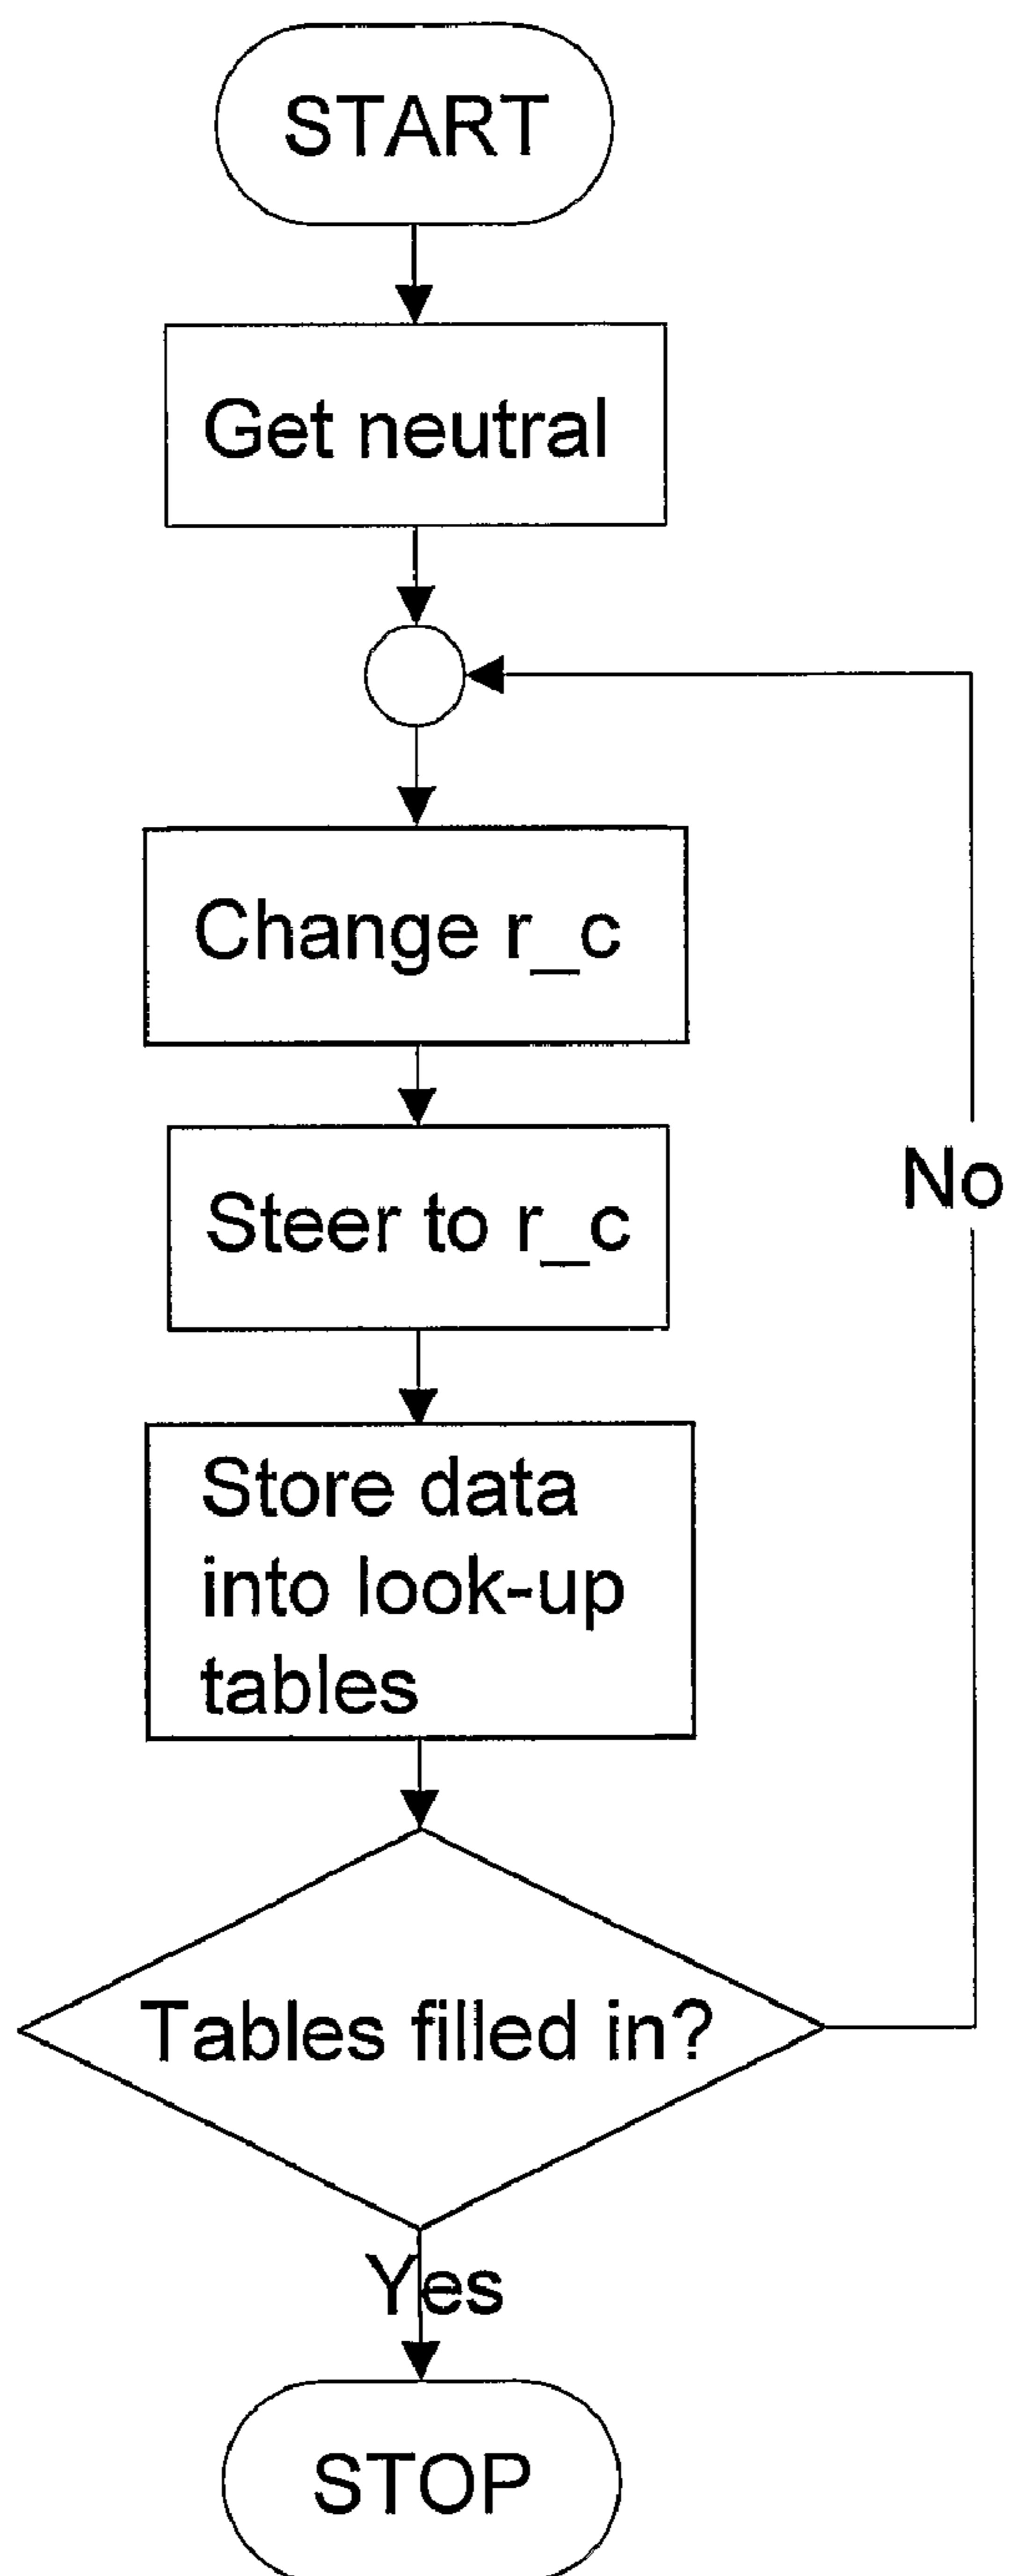 START
Get neutral
Change r_c
Steer to r_c
No
Store data
into look-up
tables
Tables filled in?
Yes
STOP